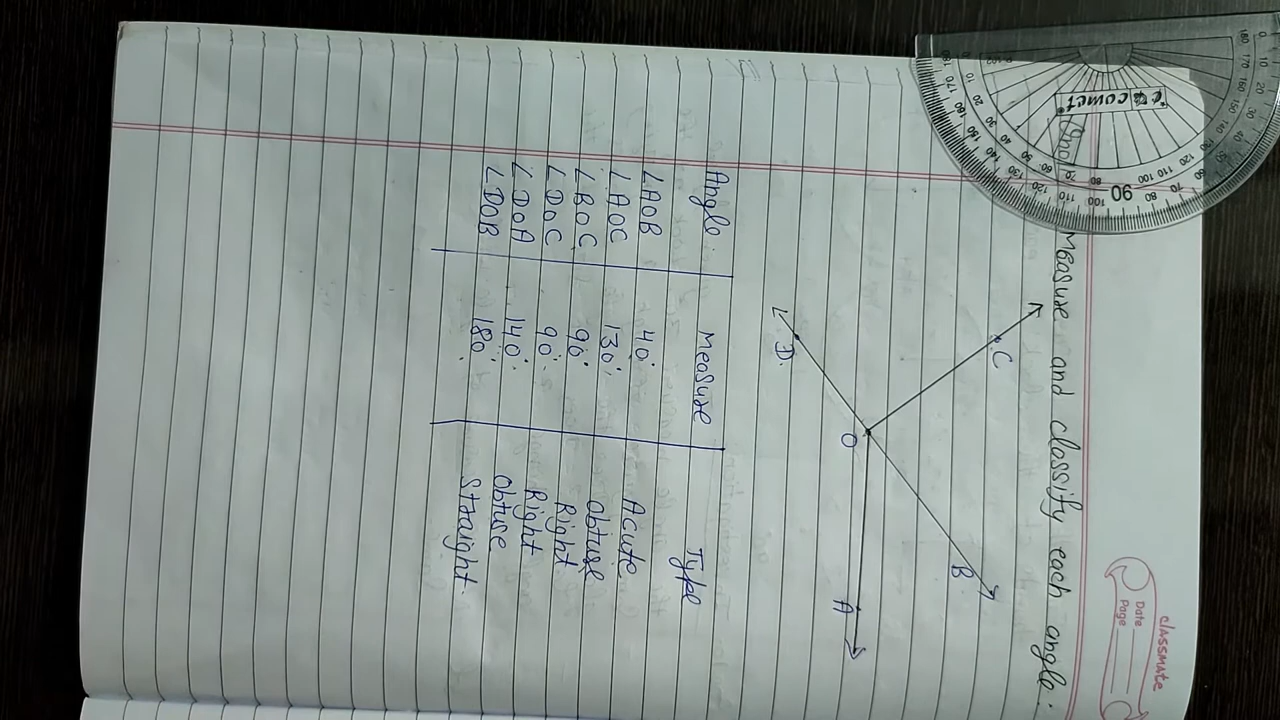 classmate
Date
Page
Measure and classify each angle:
C
B
D.
O
A
Angle Measure Type
∠AOB 40° Acute
∠AOC 130° Obtuse
∠BOC 90° Right
∠DOC 90° Right
∠DOA 140° Obtuse
∠DOB 180° Straight.
comet
90